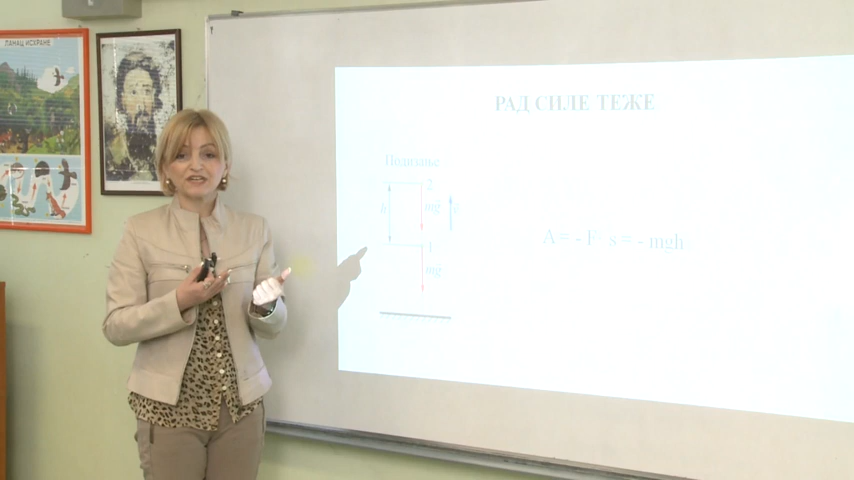 ЛАНАЦ ИСХРАНЕ
РАД СИЛЕ ТЕЖЕ
Подизање
2
h
mg
1
mg
A = - F · s = - mgh